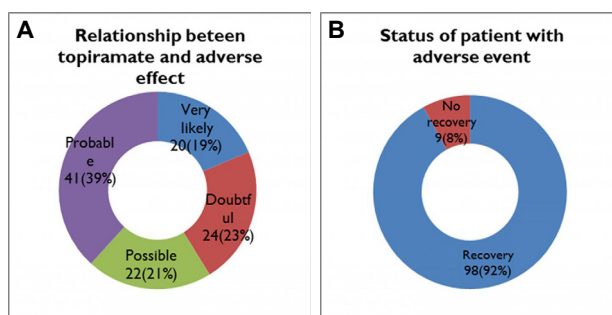 A
Relationship beteen
topiramate and adverse
effect
Very
likely
20(19%)
Doubtf
ul
24(23%)
Possible
22(21%)
Probabl
e
41(39%)
B
Status of patient with
adverse event
No
recovery
9(8%)
Recovery
98(92%)